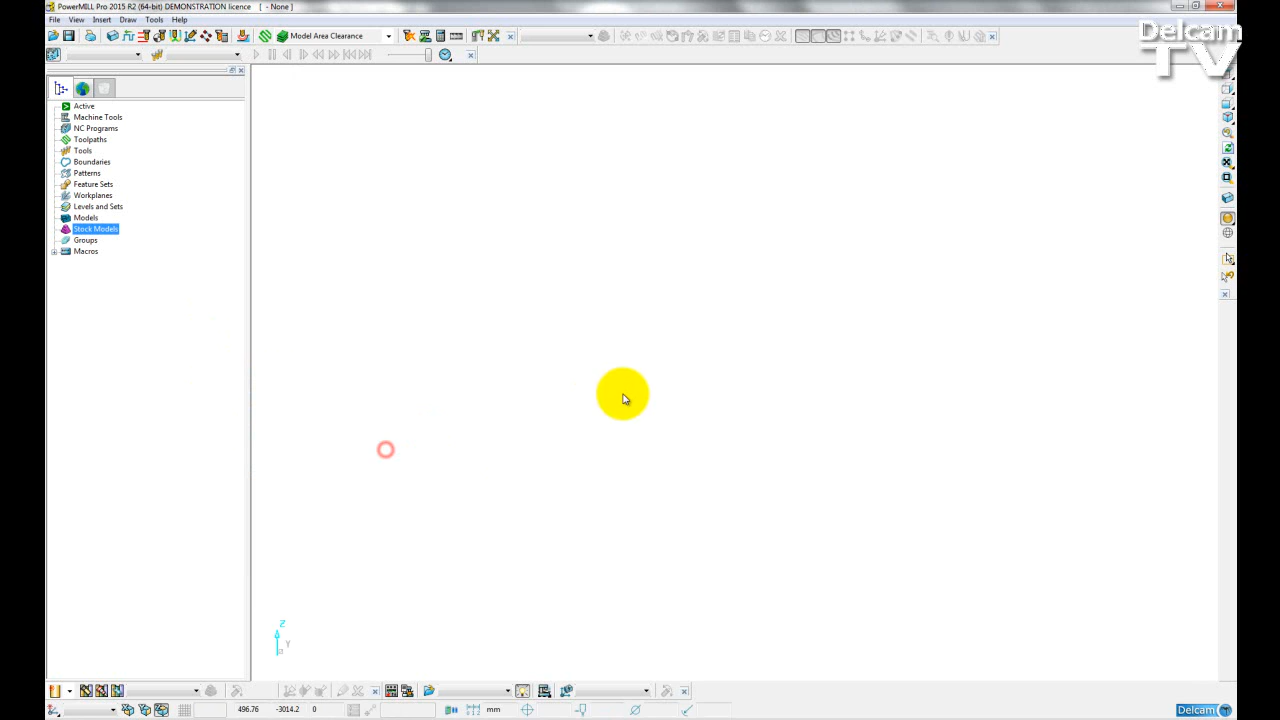 PowerMILL Pro 2015 R2 (64-bit) DEMONSTRATION licence [ - None ]
File View Insert Draw Tools Help
Delcam
TV
Model Area Clearance
Active
Machine Tools
NC Programs
Toolpaths
Tools
Boundaries
Patterns
Feature Sets
Workplanes
Levels and Sets
Models
Stock Models
Groups
Macros
Z
Y
496.76 -3014.2 0 mm Delcam